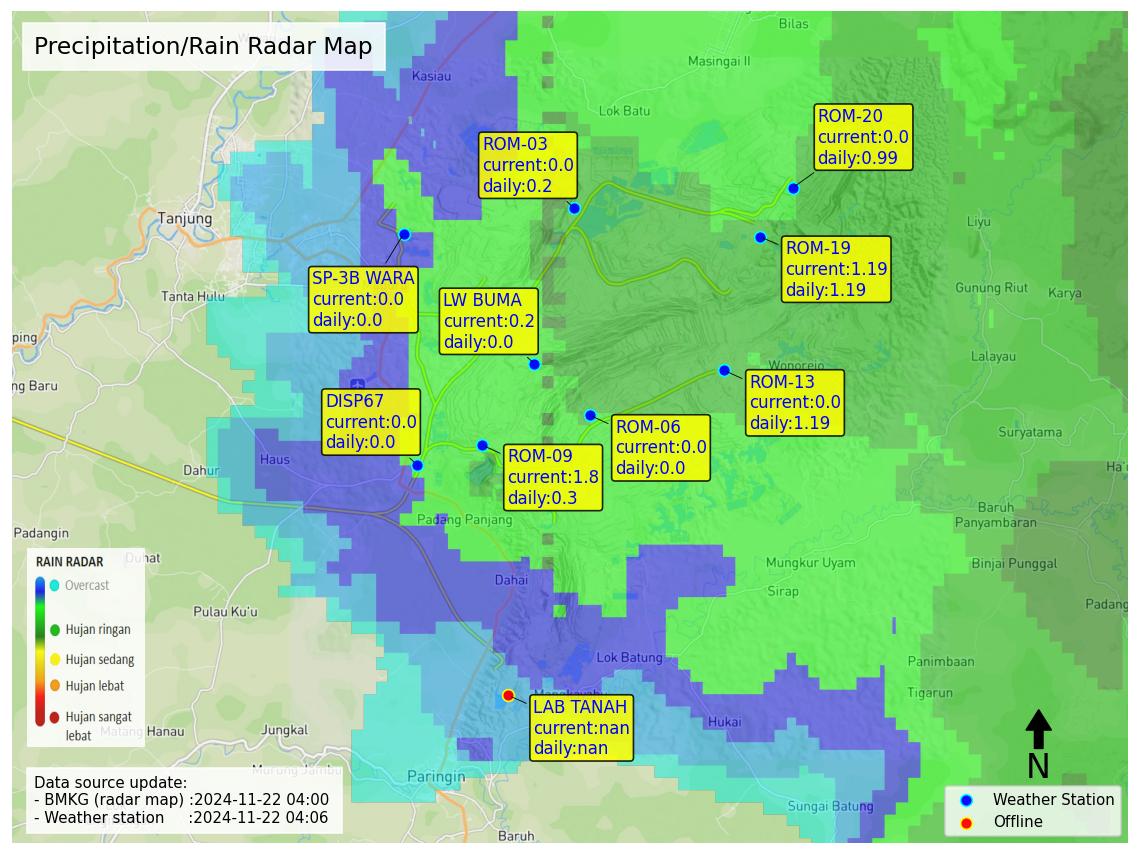 Precipitation/Rain Radar Map
Bilas
Masingai II
Kasiau
Lok Batu
ROM-20
current:0.0
daily:0.99
ROM-03
current:0.0
daily:0.2
Tanjung
Liyu
ROM-19
current:1.19
daily:1.19
SP-3B WARA
current:0.0
daily:0.0
Tanta Hulu
LW BUMA
current:0.2
daily:0.0
Gunung Riut
Karya
ping
Lalayau
Wonorejo
ng Baru
ROM-13
current:0.0
daily:1.19
DISP67
current:0.0
daily:0.0
ROM-06
current:0.0
daily:0.0
Suryatama
ROM-09
current:1.8
daily:0.3
Haus
Dahur
Ha'
Baruh
Panyambaran
Padang Panjang
Padangin
Duhat
Mungkur Uyam
Binjai Punggal
Dahai
Sirap
Padang
RAIN RADAR
Overcast
Hujan ringan
Hujan sedang
Hujan lebat
Hujan sangat
lebat
Pulau Ku'u
Lok Batung
Panimbaan
Tigarun
LAB TANAH
current:nan
daily:nan
Hukai
Matang Hanau
Jungkal
Murung Jambu
Paringin
Sungai Batung
Baruh
N
Data source update:
- BMKG (radar map) :2024-11-22 04:00
- Weather station :2024-11-22 04:06
Weather Station
Offline